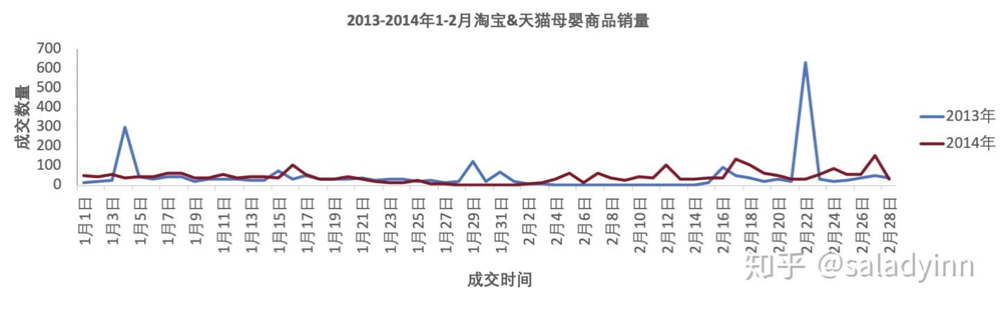 2013-2014年1-2月淘宝&天猫母婴商品销量
成交数量
700
600
500
400
300
200
100
0
1月1日
1月3日
1月5日
1月7日
1月9日
1月11日
1月13日
1月15日
1月17日
1月19日
1月21日
1月23日
1月25日
1月27日
1月29日
1月31日
2月2日
2月4日
2月6日
2月8日
2月10日
2月12日
2月14日
2月16日
2月18日
2月20日
2月22日
2月24日
2月26日
2月28日
成交时间
2013年
2014年
知乎 @saladyinn